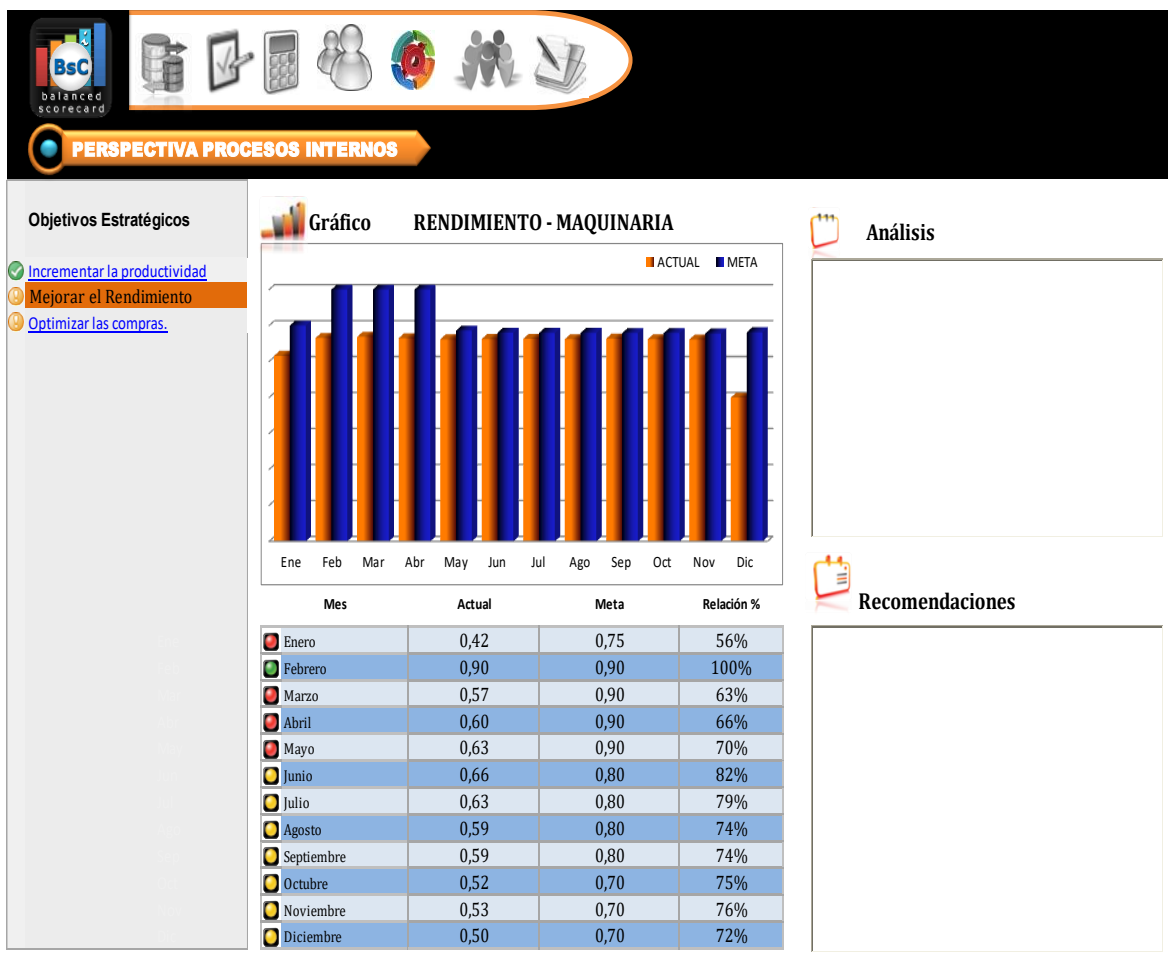 BsC
balanced
scorecard
PERSPECTIVA PROCESOS INTERNOS
Objetivos Estratégicos
Incrementar la productividad
Mejorar el Rendimiento
Optimizar las compras.
Gráfico RENDIMIENTO - MAQUINARIA
ACTUAL META
Ene Feb Mar Abr May Jun Jul Ago Sep Oct Nov Dic
Mes Actual Meta Relación %
Enero 0,42 0,75 56%
Febrero 0,90 0,90 100%
Marzo 0,57 0,90 63%
Abril 0,60 0,90 66%
Mayo 0,63 0,90 70%
Junio 0,66 0,80 82%
Julio 0,63 0,80 79%
Agosto 0,59 0,80 74%
Septiembre 0,59 0,80 74%
Octubre 0,52 0,70 75%
Noviembre 0,53 0,70 76%
Diciembre 0,50 0,70 72%
Análisis
Recomendaciones